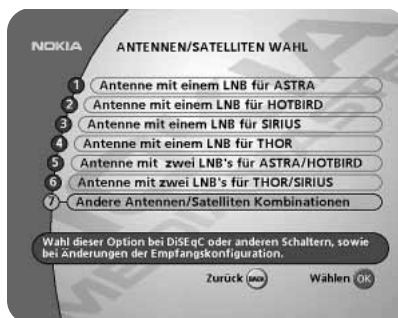 NOKIA
ANTENNEN/SATELLITEN WAHL
1 Antenne mit einem LNB für ASTRA
2 Antenne mit einem LNB für HOTBIRD
3 Antenne mit einem LNB für SIRIUS
4 Antenne mit einem LNB für THOR
5 Antenne mit zwei LNB's für ASTRA/HOTBIRD
6 Antenne mit zwei LNB's für THOR/SIRIUS
7 Andere Antennen/Satelliten Kombinationen
Wahl dieser Option bei DiSEqC oder anderen Schaltern, sowie
bei Änderungen der Empfangskonfiguration.
Zurück BACK Wählen OK